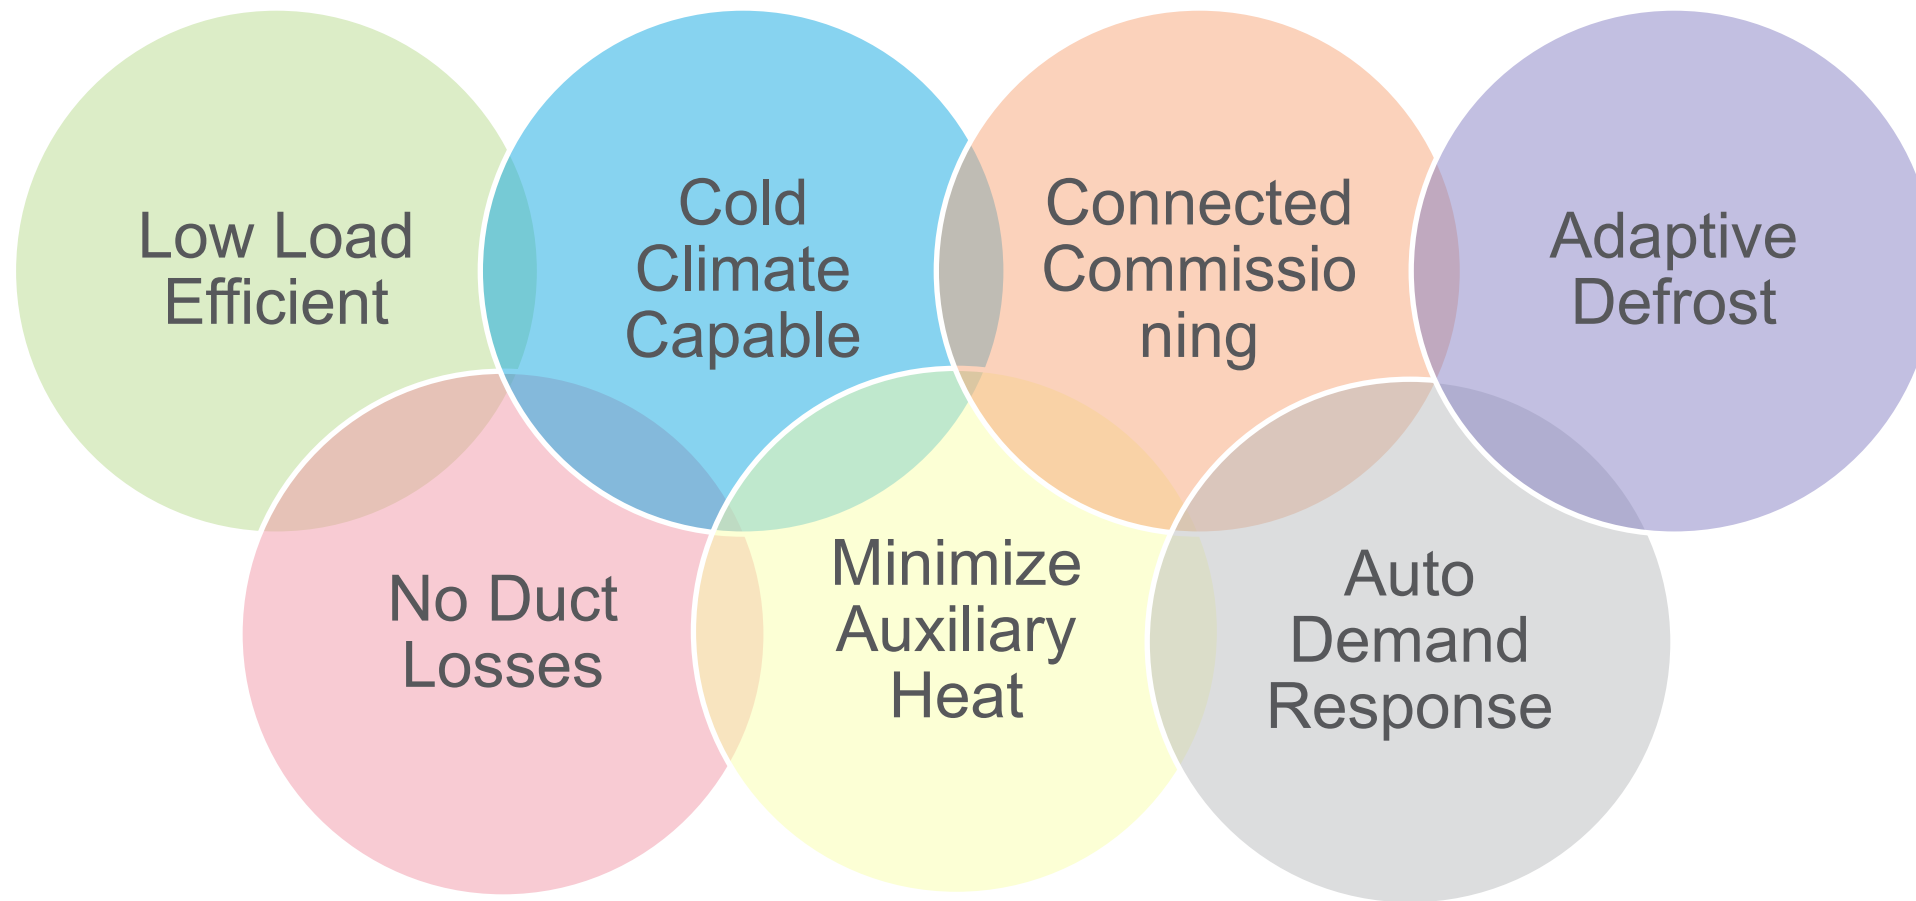 Low Load
Efficient
Cold
Climate
Capable
Connected
Commissio
ning
Adaptive
Defrost
No Duct
Losses
Minimize
Auxiliary
Heat
Auto
Demand
Response